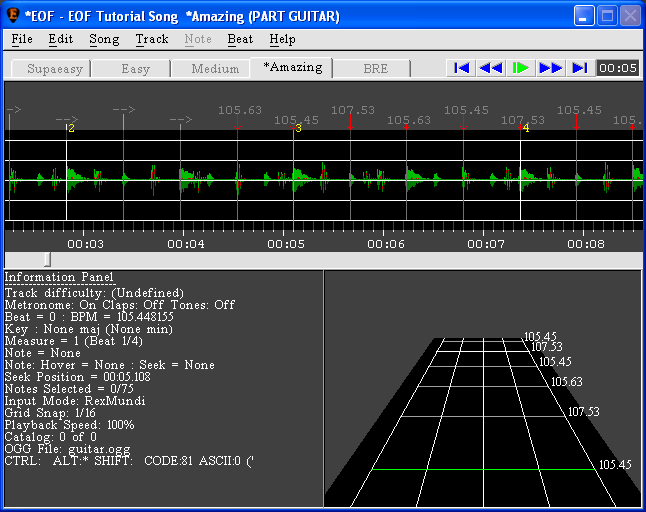 *EOF - EOF Tutorial Song *Amazing (PART GUITAR)
File Edit Song Track Note Beat Help
Supaeasy Easy Medium *Amazing BRE 00:05
--> --> --> --> 105.63 105.45 107.53 105.63 105.45 107.53 105.45 105.
2 3 4
00:03 00:04 00:05 00:06 00:07 00:08
Information Panel
----------------------------
Track difficulty: (Undefined)
Metronome: On Claps: Off Tones: Off
Beat = 0 : BPM = 105.448155
Key : None maj (None min)
Measure = 1 (Beat 1/4)
Note = None
Note: Hover = None : Seek = None
Seek Position = 00:05.108
Notes Selected = 0/75
Input Mode: RexMundi
Grid Snap: 1/16
Playback Speed: 100%
Catalog: 0 of 0
OGG File: guitar.ogg
CTRL: ALT:* SHIFT: CODE:81 ASCII:0 ('
105.45
107.53
105.45
105.63
107.53
105.45